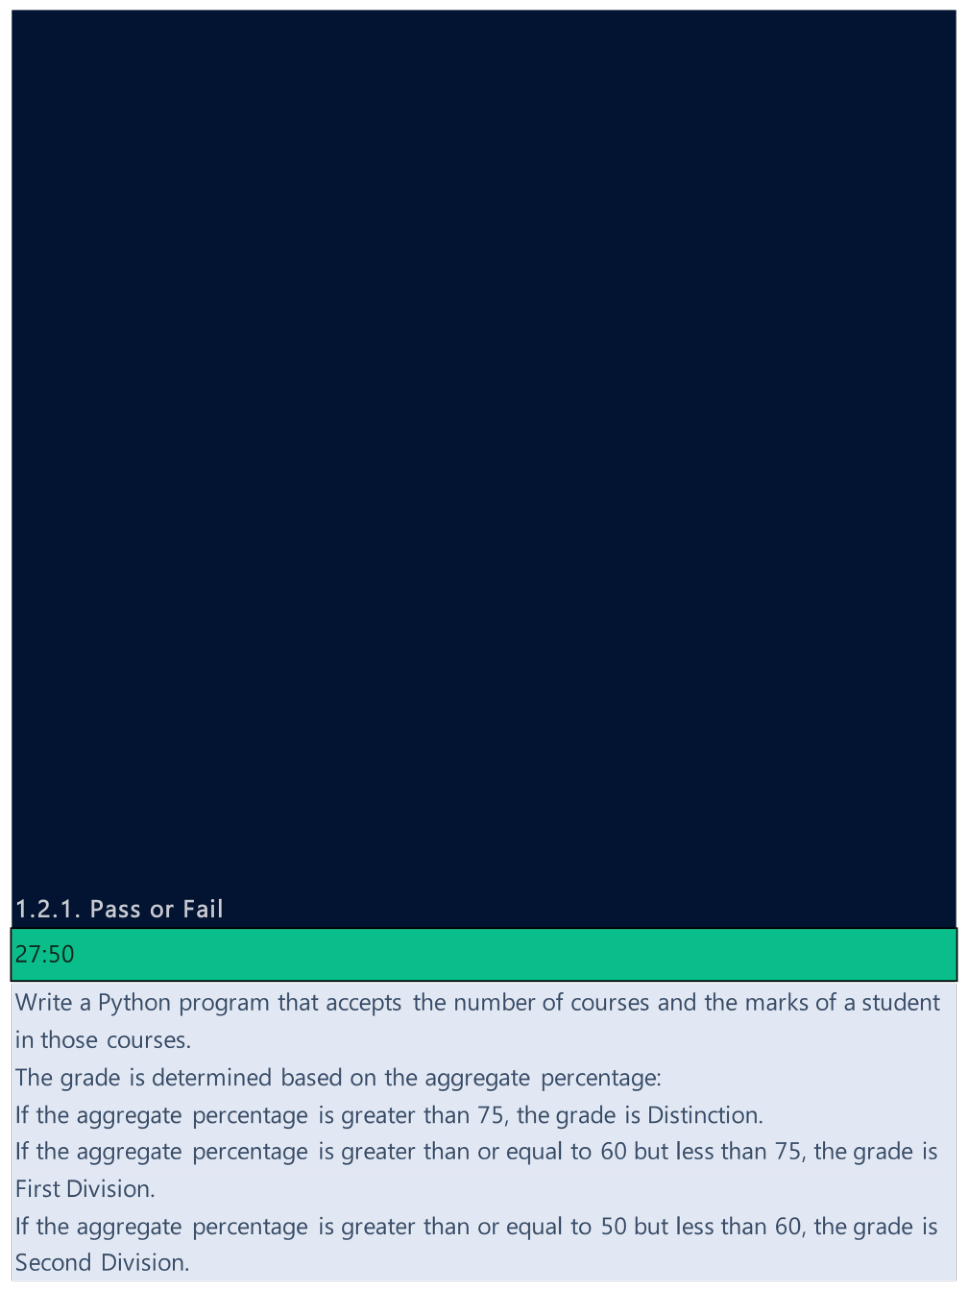 1.2.1. Pass or Fail
27:50
Write a Python program that accepts the number of courses and the marks of a student
in those courses.
The grade is determined based on the aggregate percentage:
If the aggregate percentage is greater than 75, the grade is Distinction.
If the aggregate percentage is greater than or equal to 60 but less than 75, the grade is
First Division.
If the aggregate percentage is greater than or equal to 50 but less than 60, the grade is
Second Division.